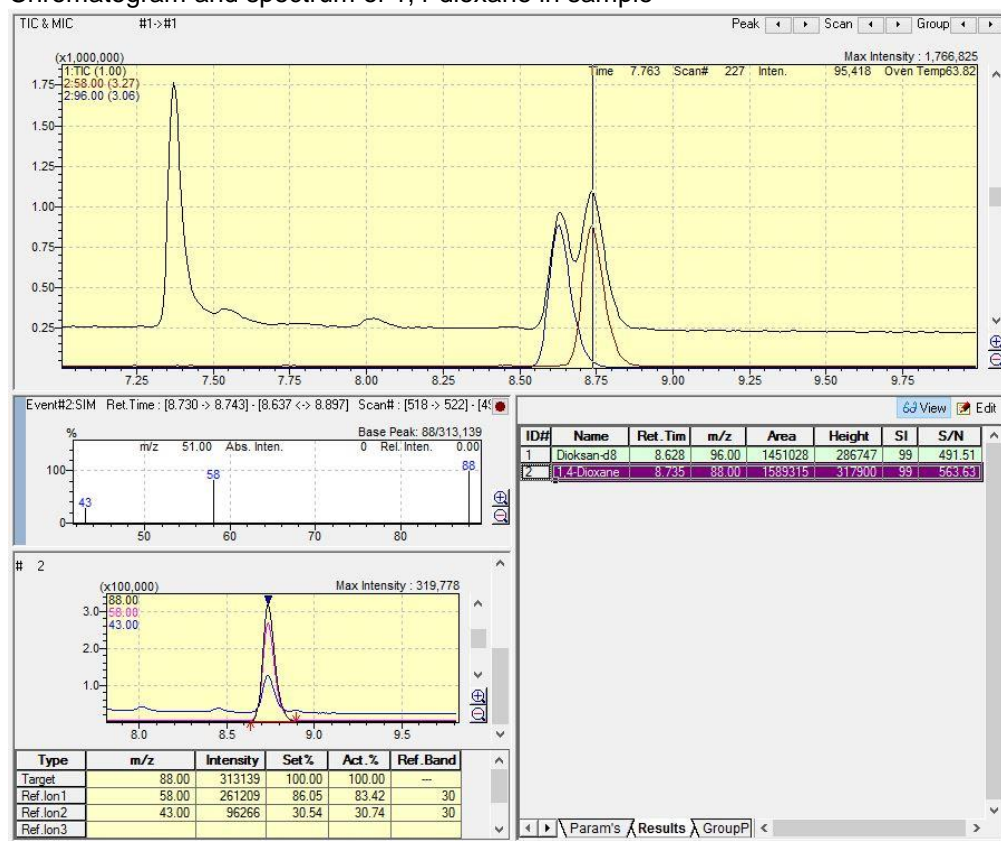 Chromatogram and spectrum of 1,4-dioxane in sample
TIC & MIC #1->#1 Peak Scan Group
(x1,000,000) Max Intensity : 1,766,825
1:TIC (1.00) Time 7.763 Scan# 227 Inten. 95,418 Oven Temp63.82
2:58.00 (3.27)
2:96.00 (3.06)
1.75
1.50
1.25
1.00
0.75
0.50
0.25
7.25 7.50 7.75 8.00 8.25 8.50 8.75 9.00 9.25 9.50 9.75
Event#2:SIM Ret.Time : [8.730 -> 8.743] - [8.637 <-> 8.897] Scan# : [518 -> 522] - [49
% Base Peak: 88/313,139
m/z 51.00 Abs. Inten. 0 Rel. Inten. 0.00
100
0
43 58 88
50 60 70 80
# 2
(x100,000) Max Intensity : 319,778
88.00
58.00
43.00
3.0
2.0
1.0
8.0 8.5 9.0 9.5
Type m/z Intensity Set% Act.% Ref.Band
Target 88.00 313139 100.00 100.00 ---
Ref.Ion1 58.00 261209 86.05 83.42 30
Ref.Ion2 43.00 96266 30.54 30.74 30
Ref.Ion3
View Edit
ID# Name Ret.Tim m/z Area Height SI S/N
1 Dioksan-d8 8.628 96.00 1451028 286747 99 491.51
2 1,4-Dioxane 8.735 88.00 1589315 317900 99 563.63
Param's Results GroupP